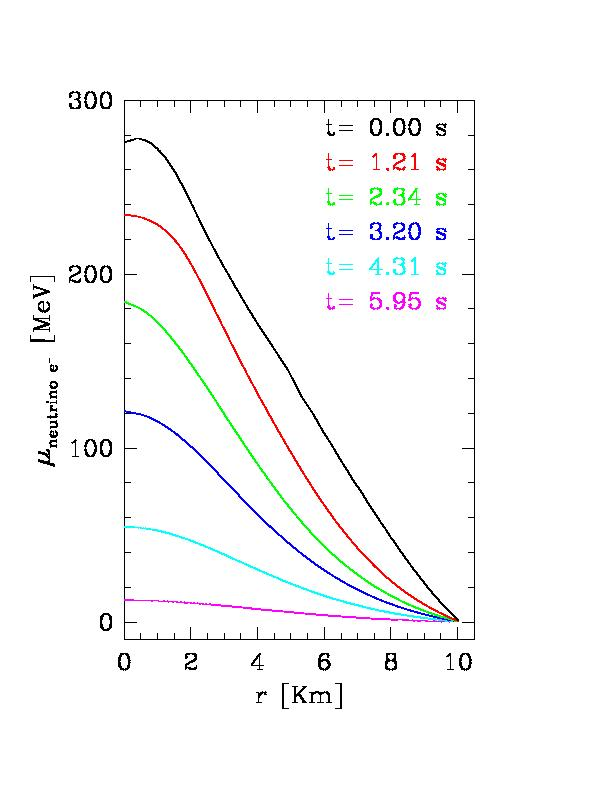 300
200
100
0
μneutrino e⁻ [MeV]
t= 0.00 s
t= 1.21 s
t= 2.34 s
t= 3.20 s
t= 4.31 s
t= 5.95 s
0 2 4 6 8 10
r [Km]